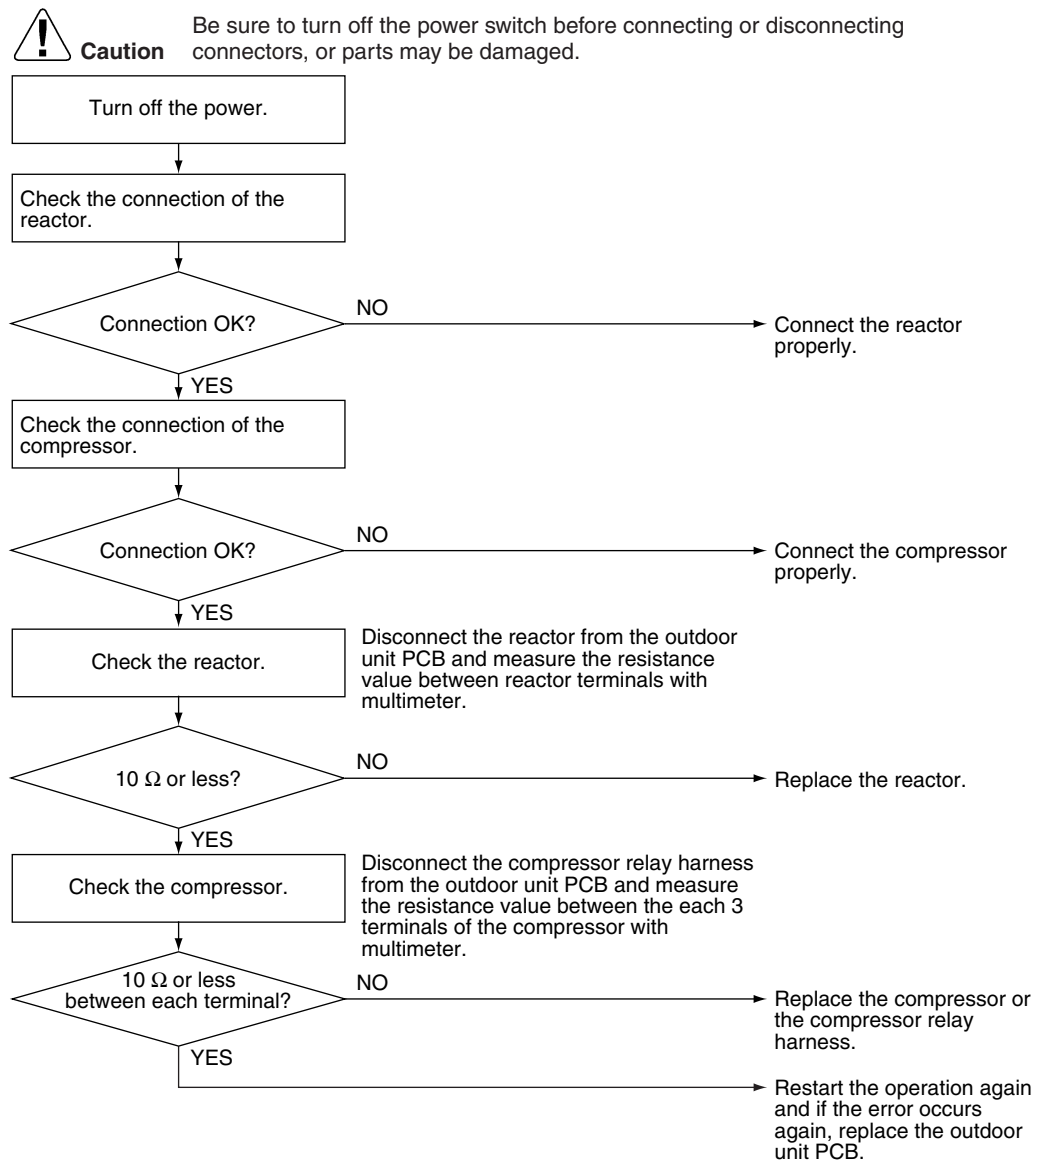 Be sure to turn off the power switch before connecting or disconnecting
Caution connectors, or parts may be damaged.
Turn off the power.
Check the connection of the
reactor.
Connection OK?
NO
Connect the reactor
properly.
YES
Check the connection of the
compressor.
Connection OK?
NO
Connect the compressor
properly.
YES
Check the reactor.
Disconnect the reactor from the outdoor
unit PCB and measure the resistance
value between reactor terminals with
multimeter.
10 Ω or less?
NO
Replace the reactor.
YES
Check the compressor.
Disconnect the compressor relay harness
from the outdoor unit PCB and measure
the resistance value between the each 3
terminals of the compressor with
multimeter.
10 Ω or less
between each terminal?
NO
Replace the compressor or
the compressor relay
harness.
YES
Restart the operation again
and if the error occurs
again, replace the outdoor
unit PCB.